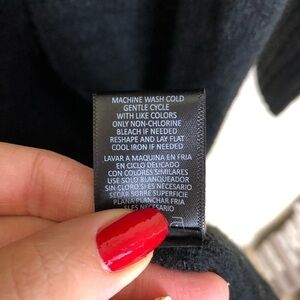 MACHINE WASH COLD
GENTLE CYCLE
WITH LIKE COLORS
ONLY NON-CHLORINE
BLEACH IF NEEDED
RESHAPE AND LAY FLAT
COOL IRON IF NEEDED
LAVAR A MAQUINA EN FRIA
EN CICLO DELICADO
CON COLORES SIMILARES
USE SOLO BLANQUEADOR
SIN CLORO SI ES NECESARIO
SECAR SOBRE SUPERFICIE
PLANA PLANCHAR FRIA
ES NECESARIO